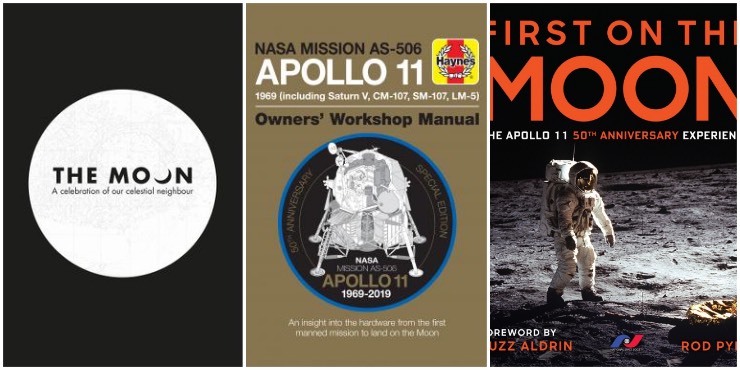 THE MOON
A celebration of our celestial neighbour
NASA MISSION AS-506
APOLLO 11
Haynes
1969 (including Saturn V, CM-107, SM-107, LM-5)
Owners' Workshop Manual
50TH ANNIVERSARY
SPECIAL EDITION
NASA
MISSION AS-506
APOLLO 11
1969-2019
An insight into the hardware from the first
manned mission to land on the Moon
FIRST ON TH
MOON
HE APOLLO 11 50TH ANNIVERSARY EXPERIEN
OREWORD BY
UZZ ALDRIN
ROD PY